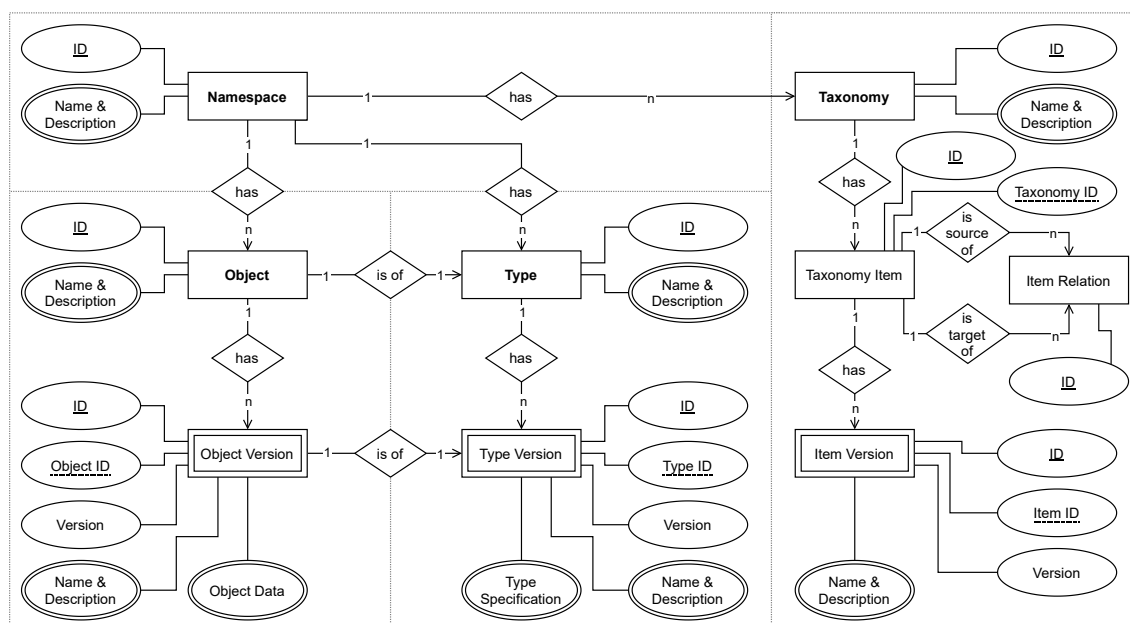 ID
ID
Name &
Description
Namespace
1
has
n
Taxonomy
Name &
Description
1
1
1
ID
has
has
has
Taxonomy ID
ID
n
n
n
ID
1
is
source
of
n
Name &
Description
Object
1
is of
1
Type
Name &
Description
Taxonomy Item
Item Relation
1
1
1
1
is
target
of
n
has
has
has
ID
ID
n
n
ID
n
Object Version
1
is of
1
Type Version
Item Version
ID
Object ID
Type ID
Item ID
Version
Version
Version
Name &
Description
Object Data
Type
Specification
Name &
Description
Name &
Description